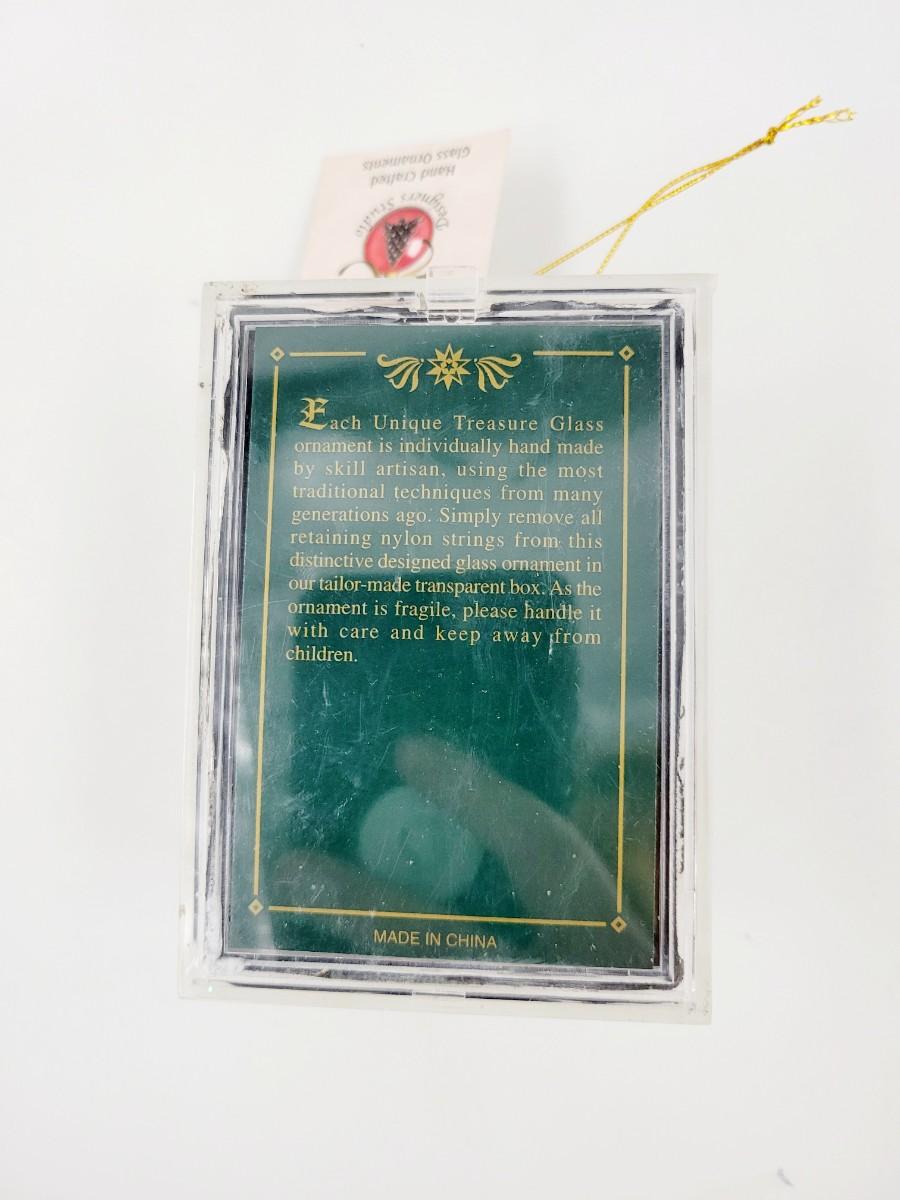 Glass Ornaments
Hand Crafted
Designers Studio
Each Unique Treasure Glass
ornament is individually hand made
by skill artisan, using the most
traditional techniques from many
generations ago. Simply remove all
retaining nylon strings from this
distinctive designed glass ornament in
our tailor-made transparent box. As the
ornament is fragile, please handle it
with care and keep away from
children.
MADE IN CHINA